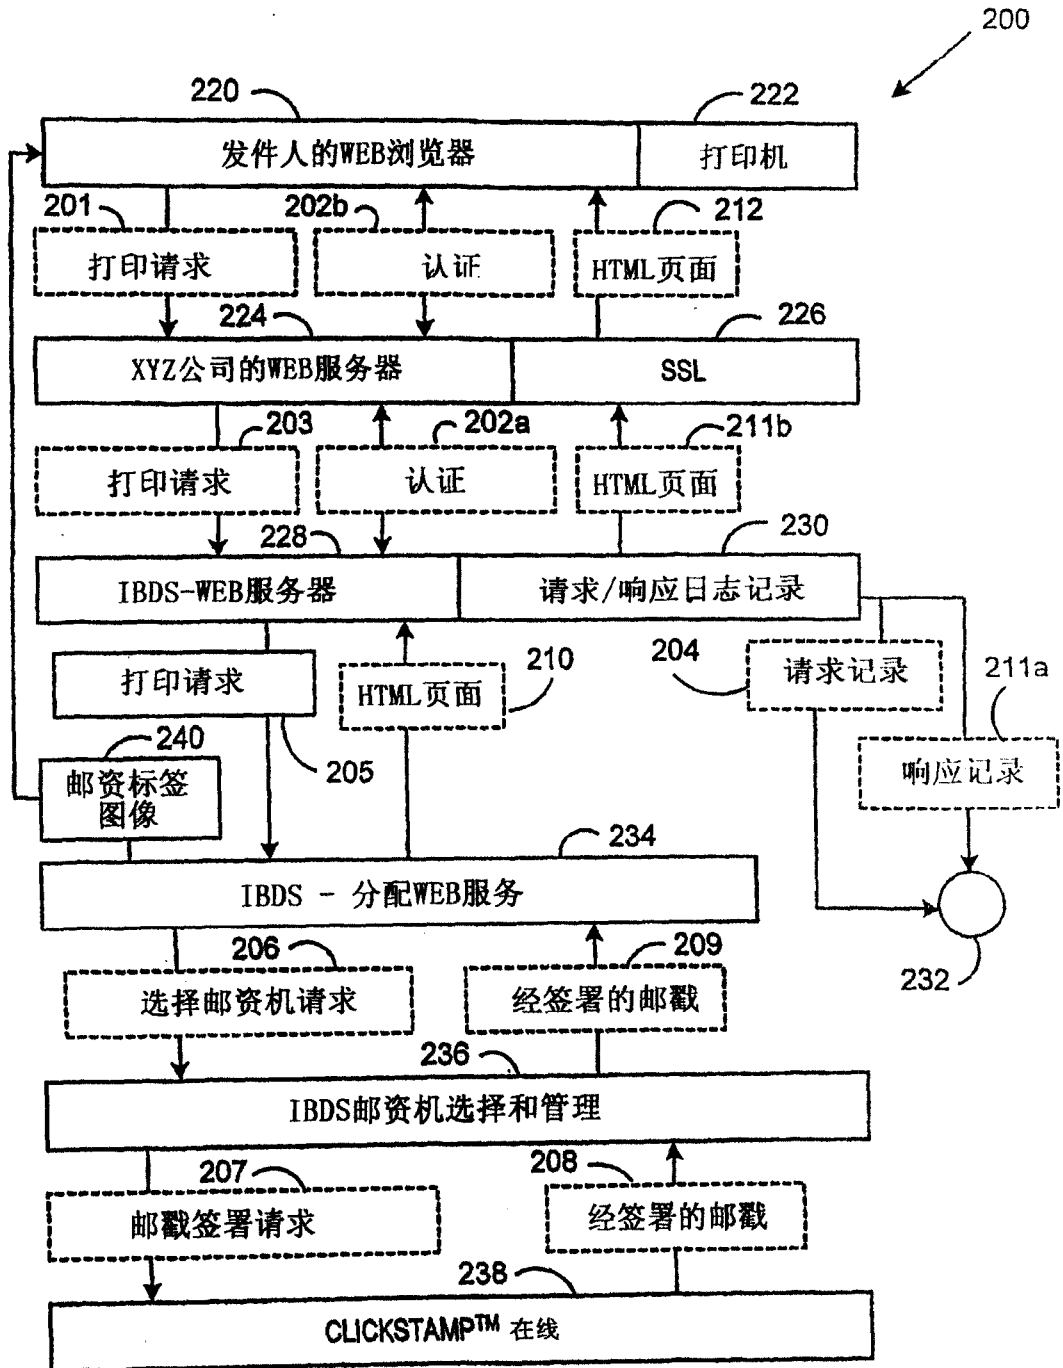 200
220
222
发件人的WEB浏览器
打印机
201
202b
212
打印请求
认证
HTML页面
224
226
XYZ公司的WEB服务器
SSL
203
202a
211b
打印请求
认证
HTML页面
228
230
IBDS-WEB服务器
请求/响应日志记录
打印请求
HTML页面
210
204
请求记录
211a
240
205
邮资标签
图像
响应记录
234
IBDS - 分配WEB服务
232
206
209
选择邮资机请求
经签署的邮戳
236
IBDS邮资机选择和管理
207
208
邮戳签署请求
经签署的邮戳
238
CLICKSTAMP™ 在线